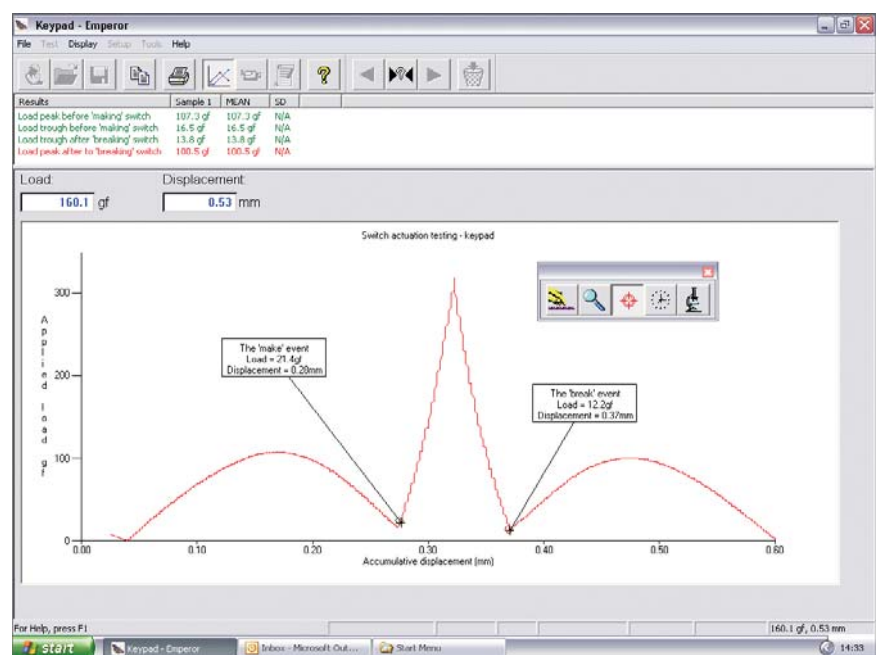 Keypad - Emperor
File Test Display Setup Tools Help
Results Sample 1 MEAN SD
Load peak before 'making' switch 107.3 gf 107.3 gf N/A
Load trough before 'making' switch 16.5 gf 16.5 gf N/A
Load trough after 'breaking' switch 13.8 gf 13.8 gf N/A
Load peak after to 'breaking' switch 100.5 gf 100.5 gf N/A
Load: Displacement:
160.1 gf 0.53 mm
Switch actuation testing - keypad
300
200
100
0
Applied load gf
The 'make' event
Load = 21.4gf
Displacement = 0.28mm
The 'break' event
Load = 12.2gf
Displacement = 0.37mm
0.00 0.10 0.20 0.30 0.40 0.50 0.60
Accumulative displacement (mm)
For Help, press F1 160.1 gf, 0.53 mm
start Keypad - Emperor Inbox - Microsoft Out... Start Menu 14:33